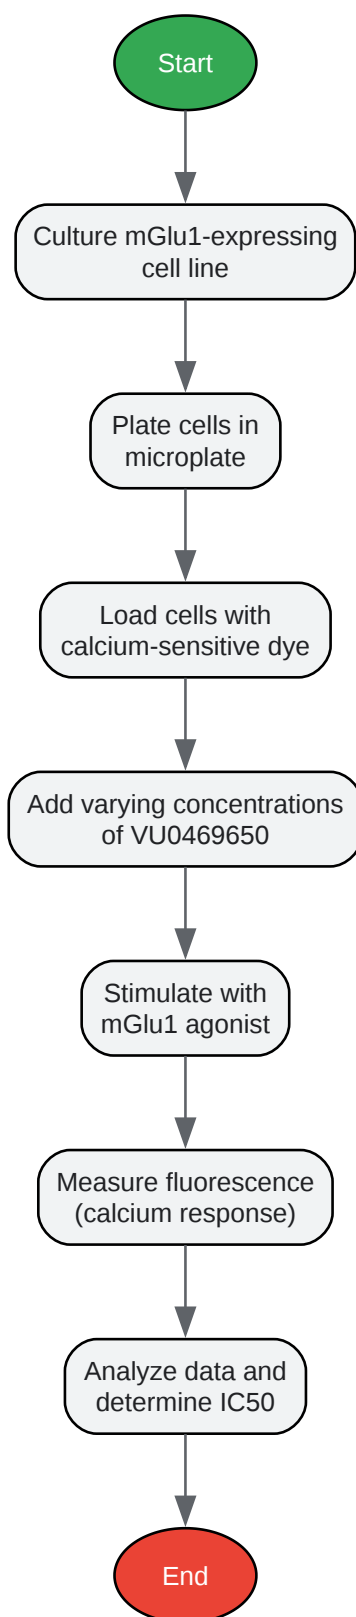 Start
Culture mGlu1-expressing
cell line
Plate cells in
microplate
Load cells with
calcium-sensitive dye
Add varying concentrations
of VU0469650
Stimulate with
mGlu1 agonist
Measure fluorescence
(calcium response)
Analyze data and
determine IC50
End